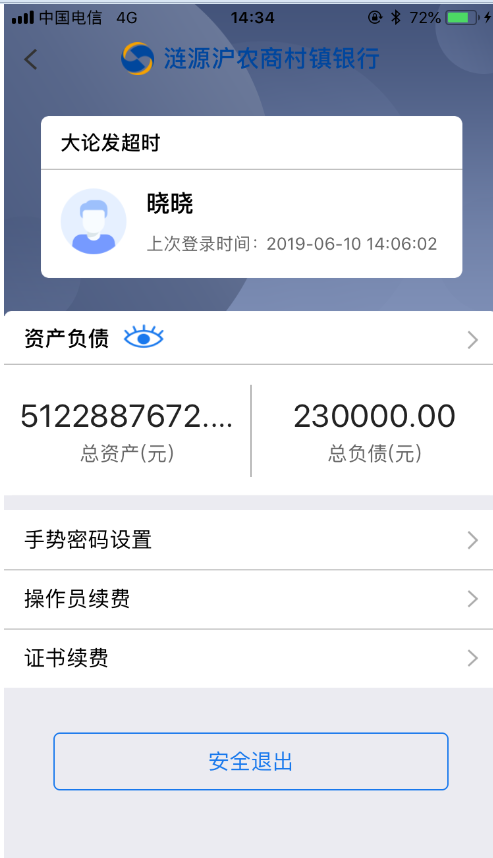 中国电信 4G 14:34 72%
涟源沪农商村镇银行
大论发超时
晓晓
上次登录时间：2019-06-10 14:06:02
资产负债
5122887672.... 230000.00
总资产(元) 总负债(元)
手势密码设置
操作员续费
证书续费
安全退出